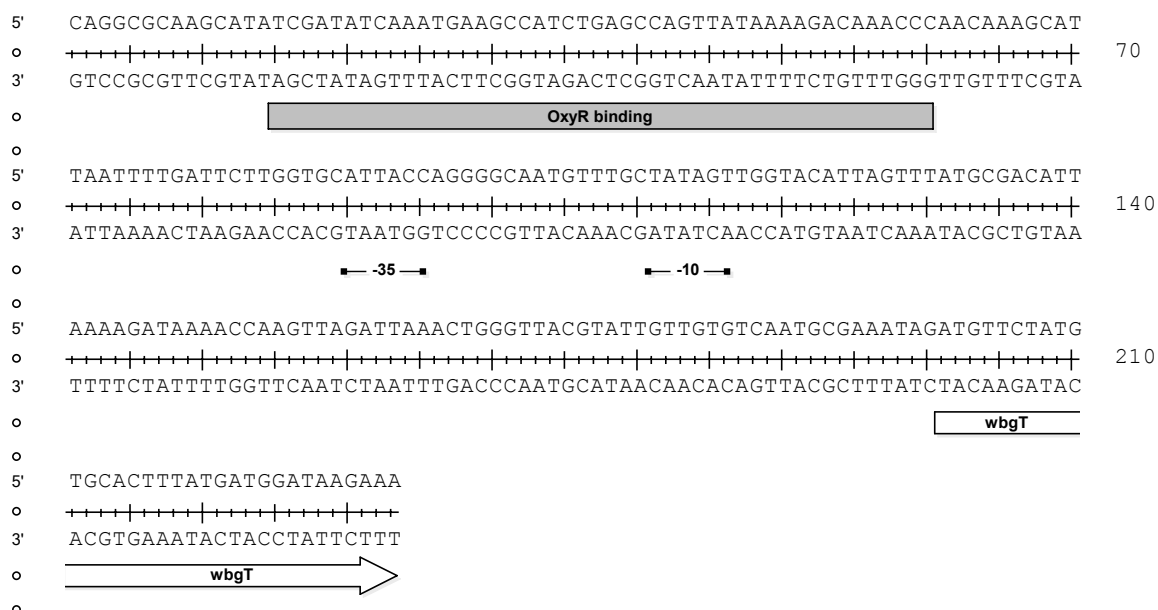 5' CAGGCGCAAGCATATCGATATCAAATGAAGCCATCTGAGCCAGTTATAAAAGACAAACCCAACAAAGCAT
70
3' GTCCGCGTTCGTATAGCTATAGTTTACTTCGGTAGACTCGGTCAATATTTTCTGTTTGGGTTGTTTCGTA
OxyR binding
5' TAATTTTGATTCTTGGTGCATTACCAGGGGCAATGTTTGCTATAGTTGGTACATTAGTTTATGCGACATT
140
3' ATTAAAACTAAGAACCACGTAATGGTCCCCGTTACAAACGATATCAACCATGTAATCAAATACGCTGTAA
-35 -10
5' AAAAGATAAAACCAAGTTAGATTAAACTGGGTTACGTATTGTTGTGTCAATGCGAAATAGATGTTCTATG
210
3' TTTTCTATTTTGGTTCAATCTAATTTGACCCAATGCATAACAACACAGTTACGCTTTATCTACAAGATAC
wbgT
5' TGCACTTTATGATGGATAAGAAA
3' ACGTGAAATACTACCTATTCTTT
wbgT